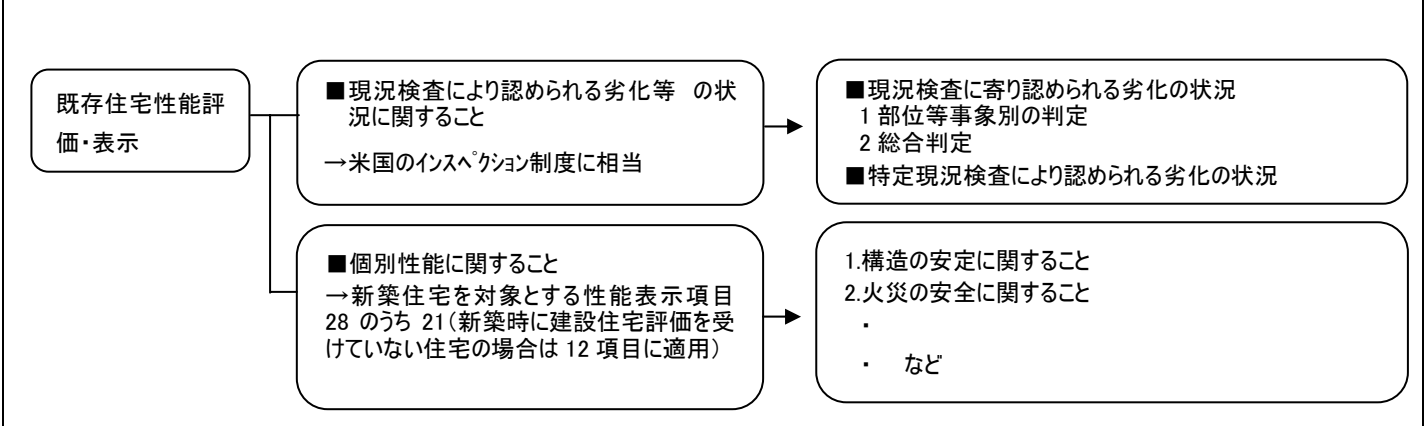 既存住宅性能評
価・表示
■現況検査により認められる劣化等 の状
況に関すること
→米国のインスペクション制度に相当
■現況検査に寄り認められる劣化の状況
1 部位等事象別の判定
2 総合判定
■特定現況検査により認められる劣化の状況
■個別性能に関すること
→新築住宅を対象とする性能表示項目
28 のうち 21（新築時に建設住宅評価を受
けていない住宅の場合は 12 項目に適用）
1.構造の安定に関すること
2.火災の安全に関すること
・
・ など